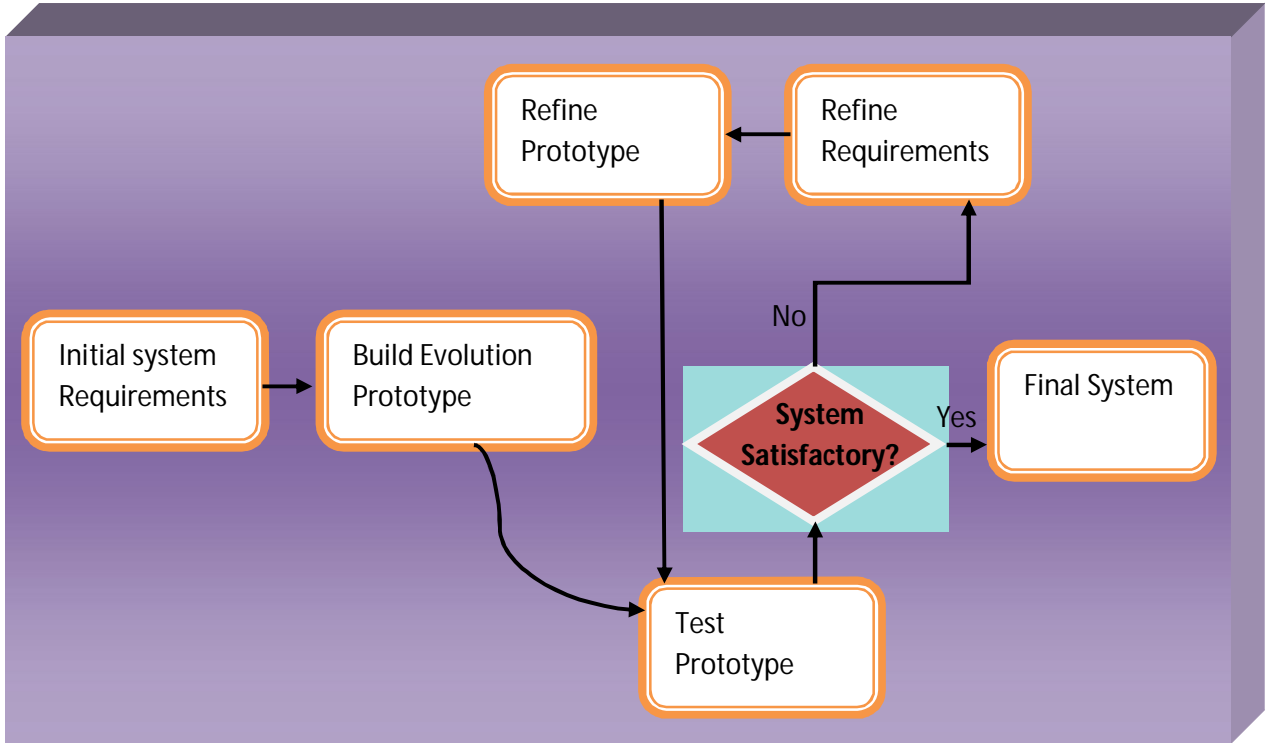 Refine
Prototype
Refine
Requirements
No
Initial system
Requirements
Build Evolution
Prototype
System
Satisfactory?
Yes
Final System
Test
Prototype